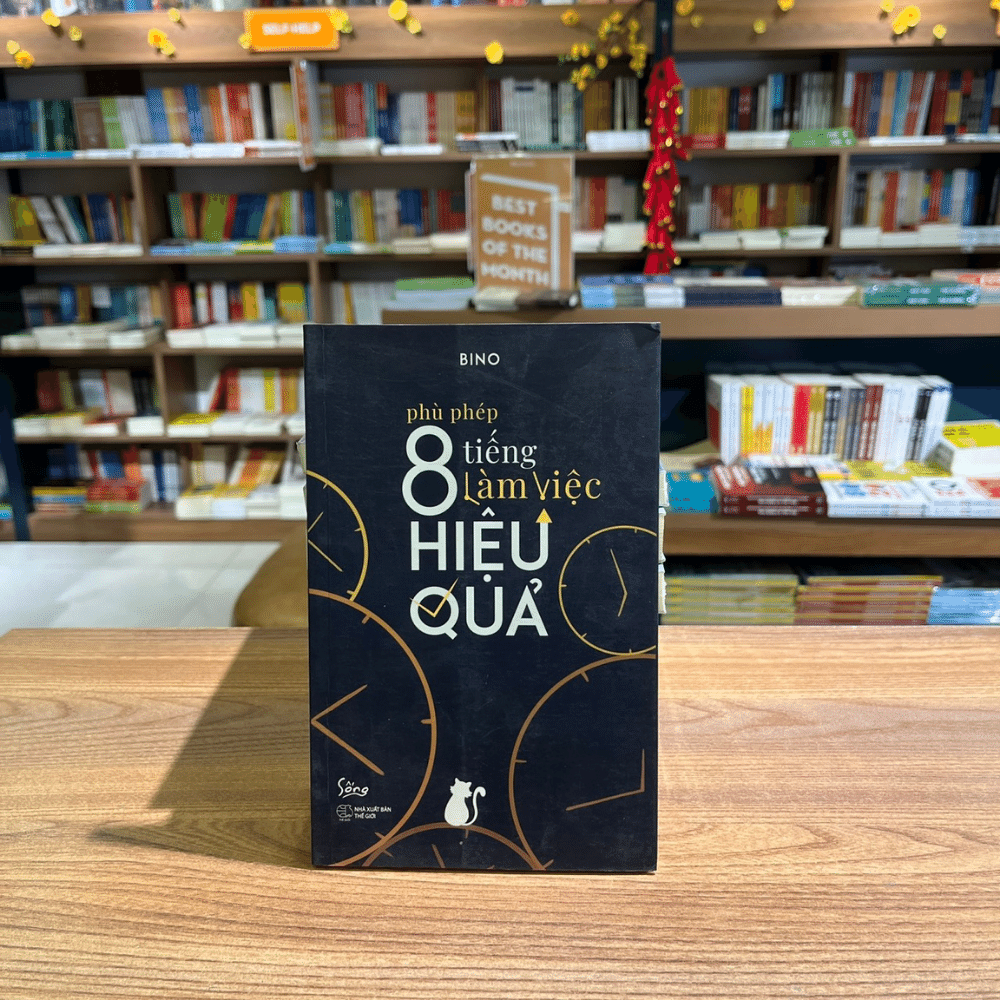 SELF HELP
BEST
BOOKS
OF THE
MONTH
BINO
phù phép
8 tiếng
làm việc
HIỆU
QUẢ
Sống
NHÀ XUẤT BẢN
THẾ GIỚI